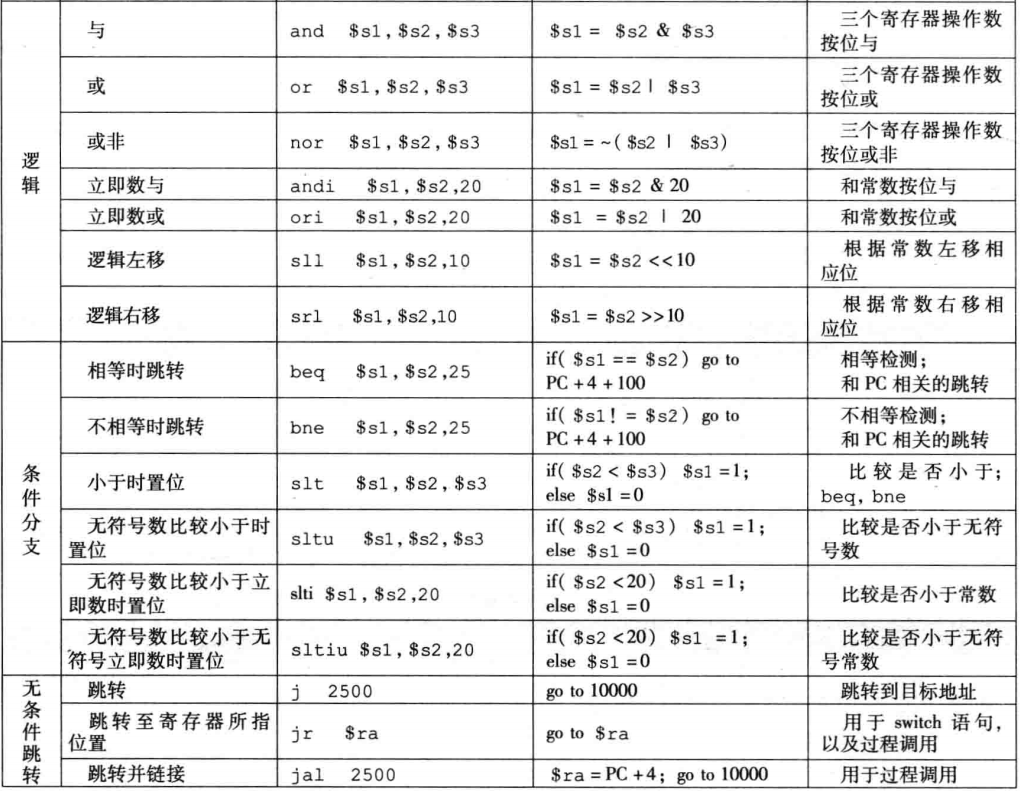 逻辑
与 and $s1,$s2,$s3 $s1 = $s2 & $s3 三个寄存器操作数按位与
或 or $s1,$s2,$s3 $s1 = $s2 | $s3 三个寄存器操作数按位或
或非 nor $s1,$s2,$s3 $s1 = ~( $s2 | $s3) 三个寄存器操作数按位或非
立即数与 andi $s1,$s2,20 $s1 = $s2 & 20 和常数按位与
立即数或 ori $s1,$s2,20 $s1 = $s2 | 20 和常数按位或
逻辑左移 sll $s1,$s2,10 $s1 = $s2 <<10 根据常数左移相应位
逻辑右移 srl $s1,$s2,10 $s1 = $s2 >>10 根据常数右移相应位
条件分支
相等时跳转 beq $s1,$s2,25 if( $s1 == $s2) go to PC +4 +100 相等检测; 和 PC 相关的跳转
不相等时跳转 bne $s1,$s2,25 if( $s1! = $s2) go to PC +4 +100 不相等检测; 和 PC 相关的跳转
小于时置位 slt $s1,$s2,$s3 if( $s2 < $s3) $s1 =1; else $s1 =0 比较是否小于; beq, bne
无符号数比较小于时置位 sltu $s1,$s2,$s3 if( $s2 < $s3) $s1 =1; else $s1 =0 比较是否小于无符号数
无符号数比较小于立即数时置位 slti $s1,$s2,20 if( $s2 <20) $s1 =1; else $s1 =0 比较是否小于常数
无符号数比较小于无符号立即数时置位 sltiu $s1,$s2,20 if( $s2 <20) $s1 =1; else $s1 =0 比较是否小于无符号常数
无条件跳转
跳转 j 2500 go to 10000 跳转到目标地址
跳转至寄存器所指位置 jr $ra go to $ra 用于 switch 语句,以及过程调用
跳转并链接 jal 2500 $ra = PC +4; go to 10000 用于过程调用